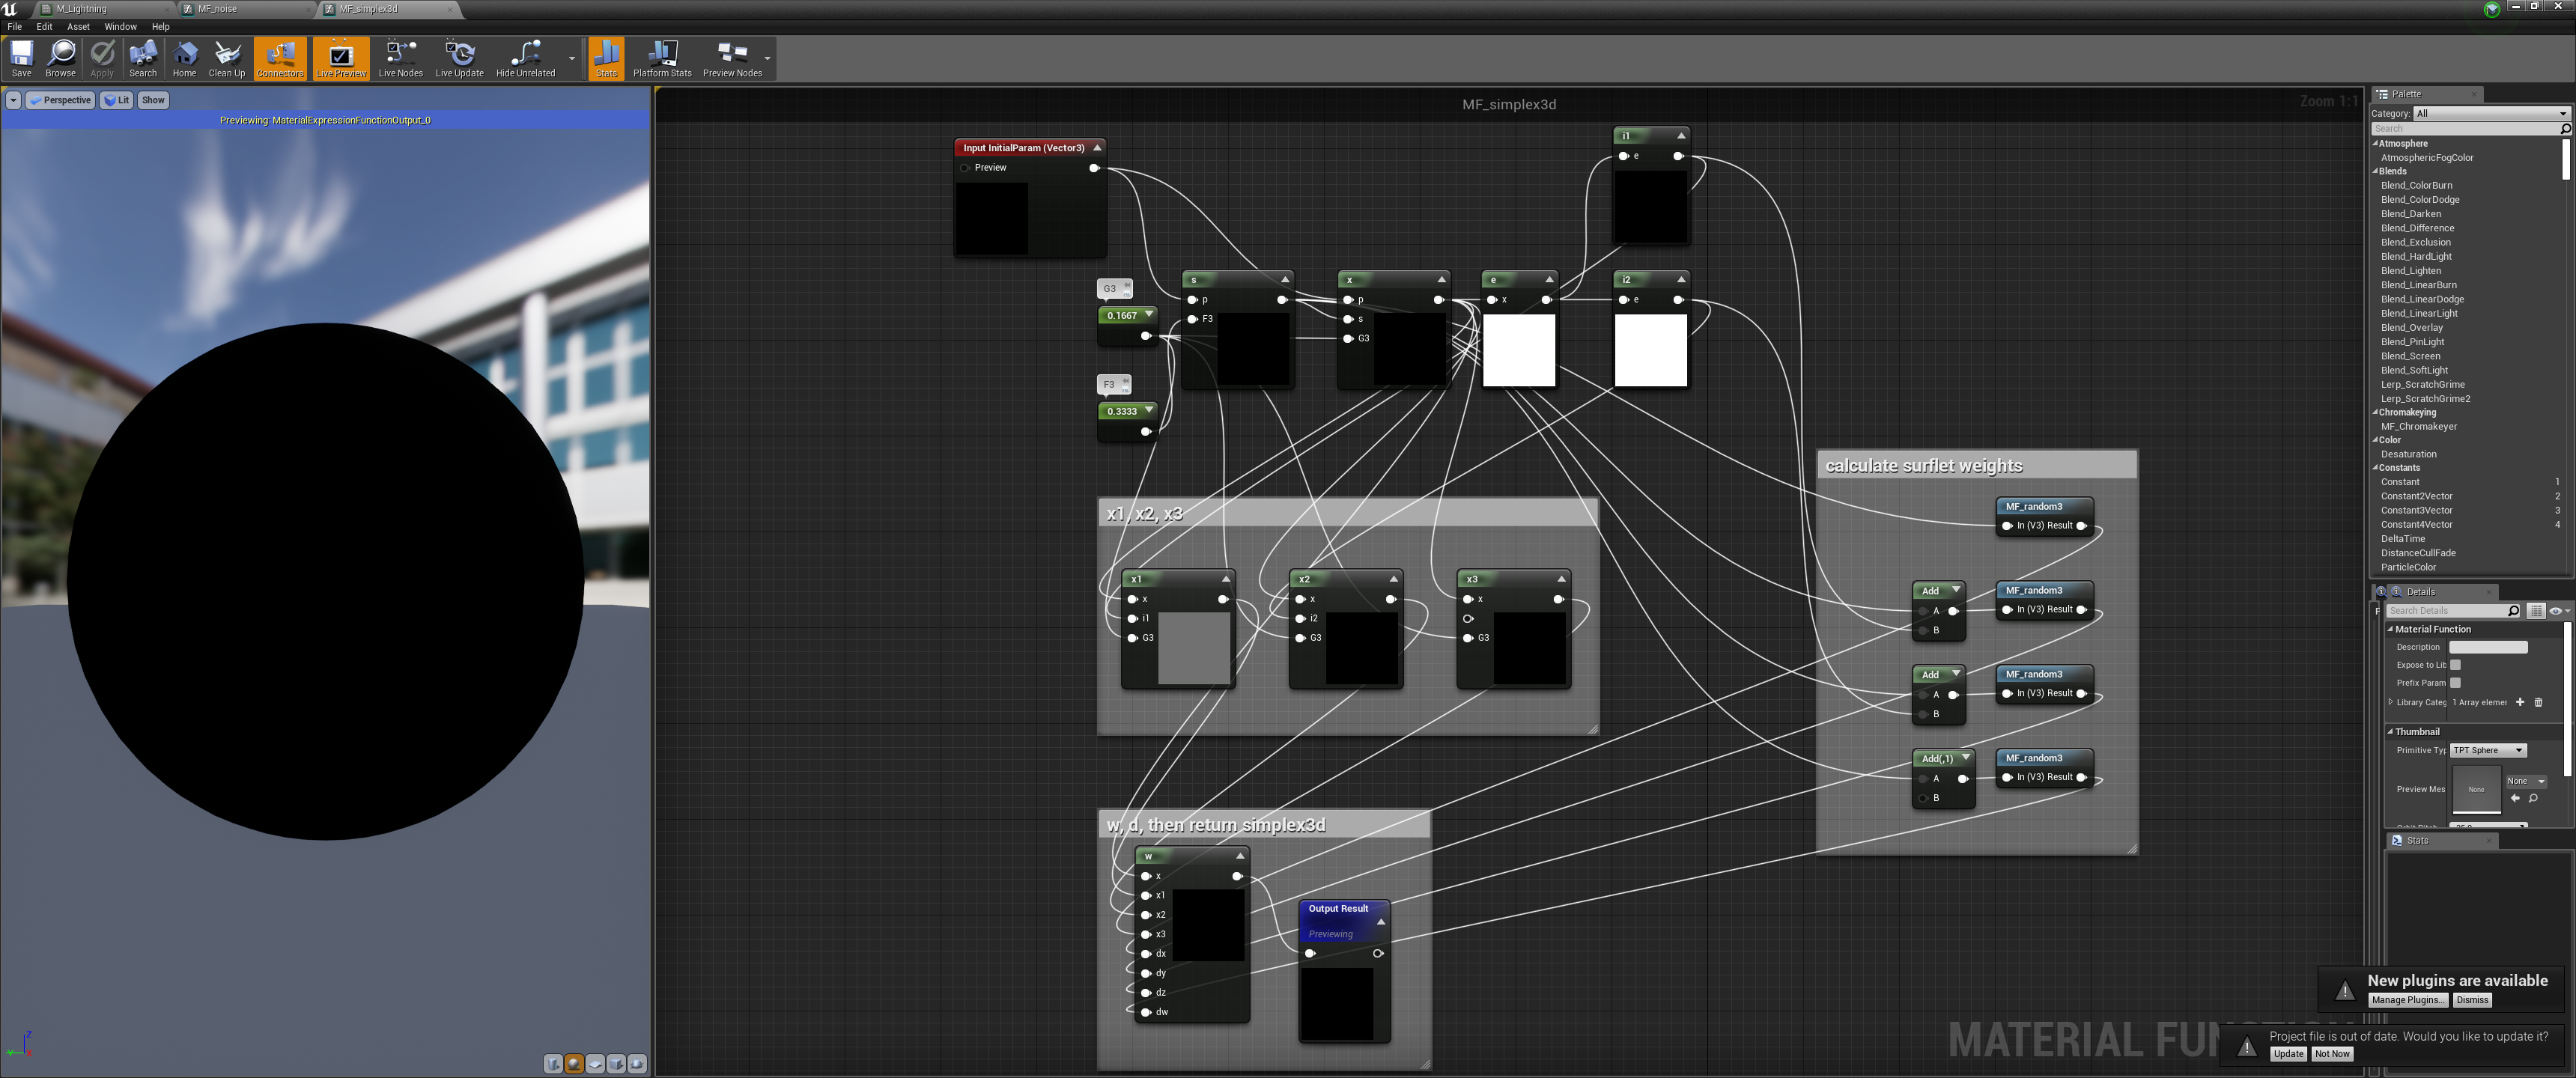 M_Lightning
MF_noise
MF_simplex3d
File Edit Asset Window Help
Save Browse Apply Search Home Clean Up Connectors Live Preview Live Nodes Live Update Hide Unrelated Stats Platform Stats Preview Nodes
Perspective Lit Show
Previewing: MaterialExpressionFunctionOutput_0
MF_simplex3d
Zoom 1:1
Input InitialParam (Vector3)
Preview
i1
e
G3
0.1667
F3
0.3333
s
p
F3
x
p
s
G3
e
x
i2
e
x1, x2, x3
x1
x
i1
G3
x2
x
i2
G3
x3
x
G3
calculate surflet weights
MF_random3
In (V3) Result
Add
A
B
MF_random3
In (V3) Result
Add
A
B
MF_random3
In (V3) Result
Add(,1)
A
B
MF_random3
In (V3) Result
w, d, then return simplex3d
w
x
x1
x2
x3
dx
dy
dz
dw
Output Result
Previewing
MATERIAL FUN
Palette
Category: All
Search
Atmosphere
AtmosphericFogColor
Blends
Blend_ColorBurn
Blend_ColorDodge
Blend_Darken
Blend_Difference
Blend_Exclusion
Blend_HardLight
Blend_Lighten
Blend_LinearBurn
Blend_LinearDodge
Blend_LinearLight
Blend_Overlay
Blend_PinLight
Blend_Screen
Blend_SoftLight
Lerp_ScratchGrime
Lerp_ScratchGrime2
Chromakeying
MF_Chromakeyer
Color
Desaturation
Constants
Constant 1
Constant2Vector 2
Constant3Vector 3
Constant4Vector 4
DeltaTime
DistanceCullFade
ParticleColor
Details
Search Details
Material Function
Description
Expose to Lib
Prefix Param
Library Categ 1 Array elemer
Thumbnail
Primitive Typ TPT Sphere
Preview Mes None None
Stats
New plugins are available
Manage Plugins... Dismiss
Project file is out of date. Would you like to update it?
Update Not Now
Z
Y
X